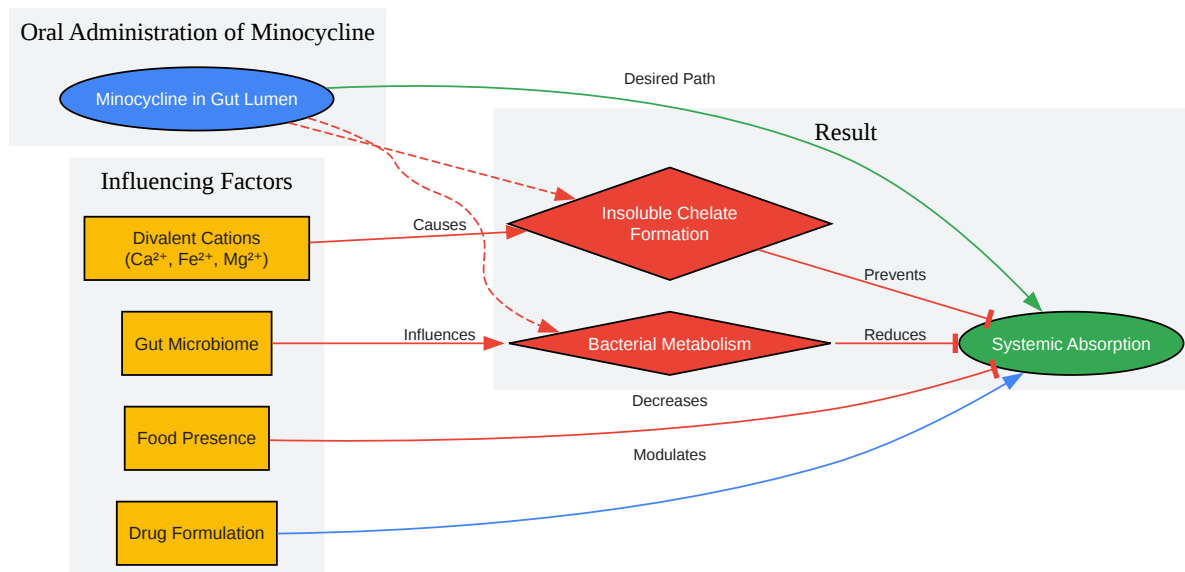 Oral Administration of Minocycline
Minocycline in Gut Lumen
Desired Path
Result
Influencing Factors
Divalent Cations
(Ca²⁺, Fe²⁺, Mg²⁺)
Causes
Insoluble Chelate
Formation
Prevents
Gut Microbiome
Influences
Bacterial Metabolism
Reduces
Systemic Absorption
Food Presence
Decreases
Modulates
Drug Formulation